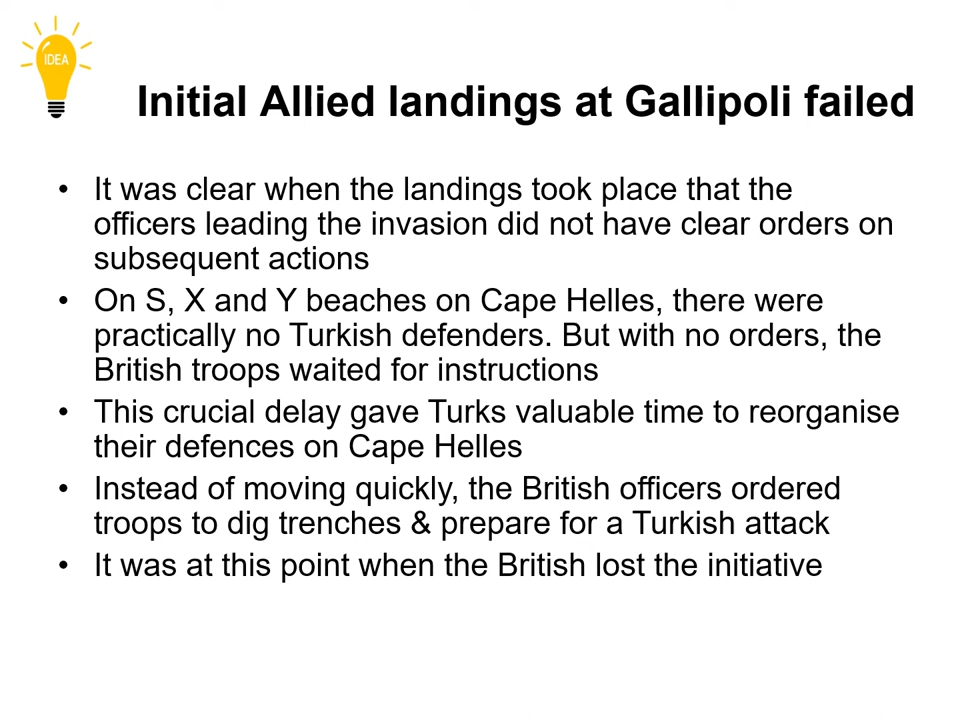 IDEA
Initial Allied landings at Gallipoli failed
• It was clear when the landings took place that the
officers leading the invasion did not have clear orders on
subsequent actions
• On S, X and Y beaches on Cape Helles, there were
practically no Turkish defenders. But with no orders, the
British troops waited for instructions
• This crucial delay gave Turks valuable time to reorganise
their defences on Cape Helles
• Instead of moving quickly, the British officers ordered
troops to dig trenches & prepare for a Turkish attack
• It was at this point when the British lost the initiative